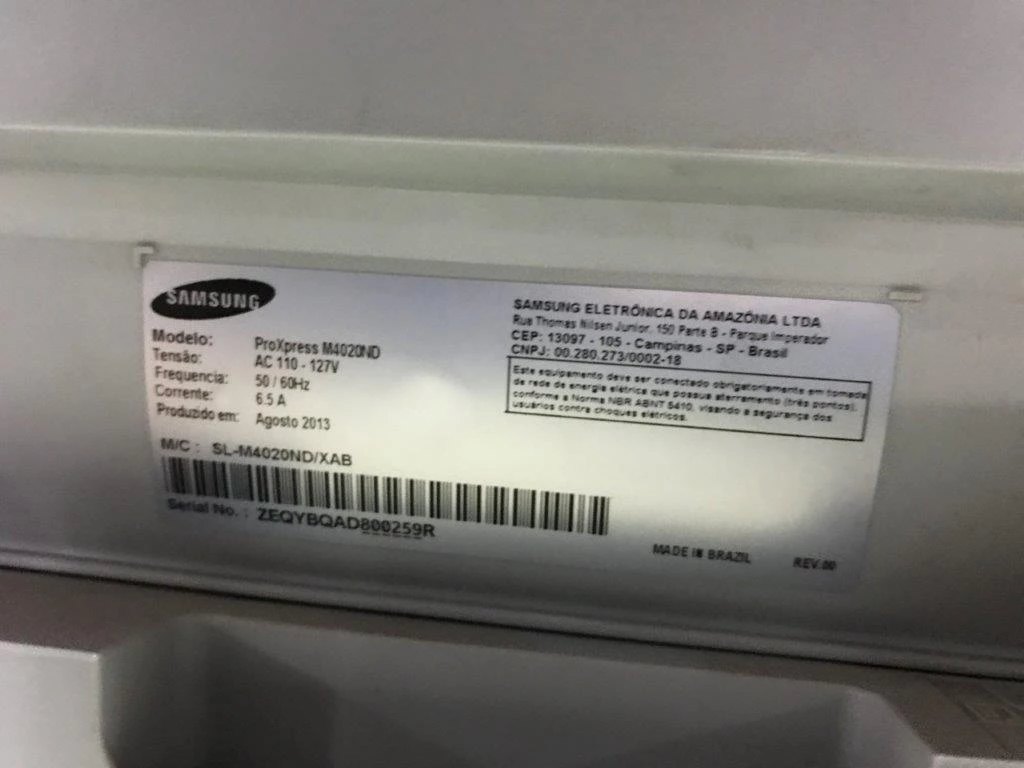 SAMSUNG
Modelo: ProXpress M4020ND
Tensão: AC 110 - 127V
Frequencia: 50 / 60Hz
Corrente: 6.5 A
Produzido em: Agosto 2013
M/C : SL-M4020ND/XAB
Serial No. : ZEQYBQAD800259R
SAMSUNG ELETRÔNICA DA AMAZÔNIA LTDA
Rua Thomas Nilsen Junior, 150 Parte B - Parque Imperador
CEP: 13097 - 105 - Campinas - SP - Brasil
CNPJ: 00.280.273/0002-18
Este equipamento deve ser conectado obrigatoriamente em tomada
de rede de energia elétrica que possua aterramento (três pontos),
conforme a Norma NBR ABNT 5410, visando a segurança dos
usuários contra choques elétricos.
MADE IN BRAZIL
REV.00